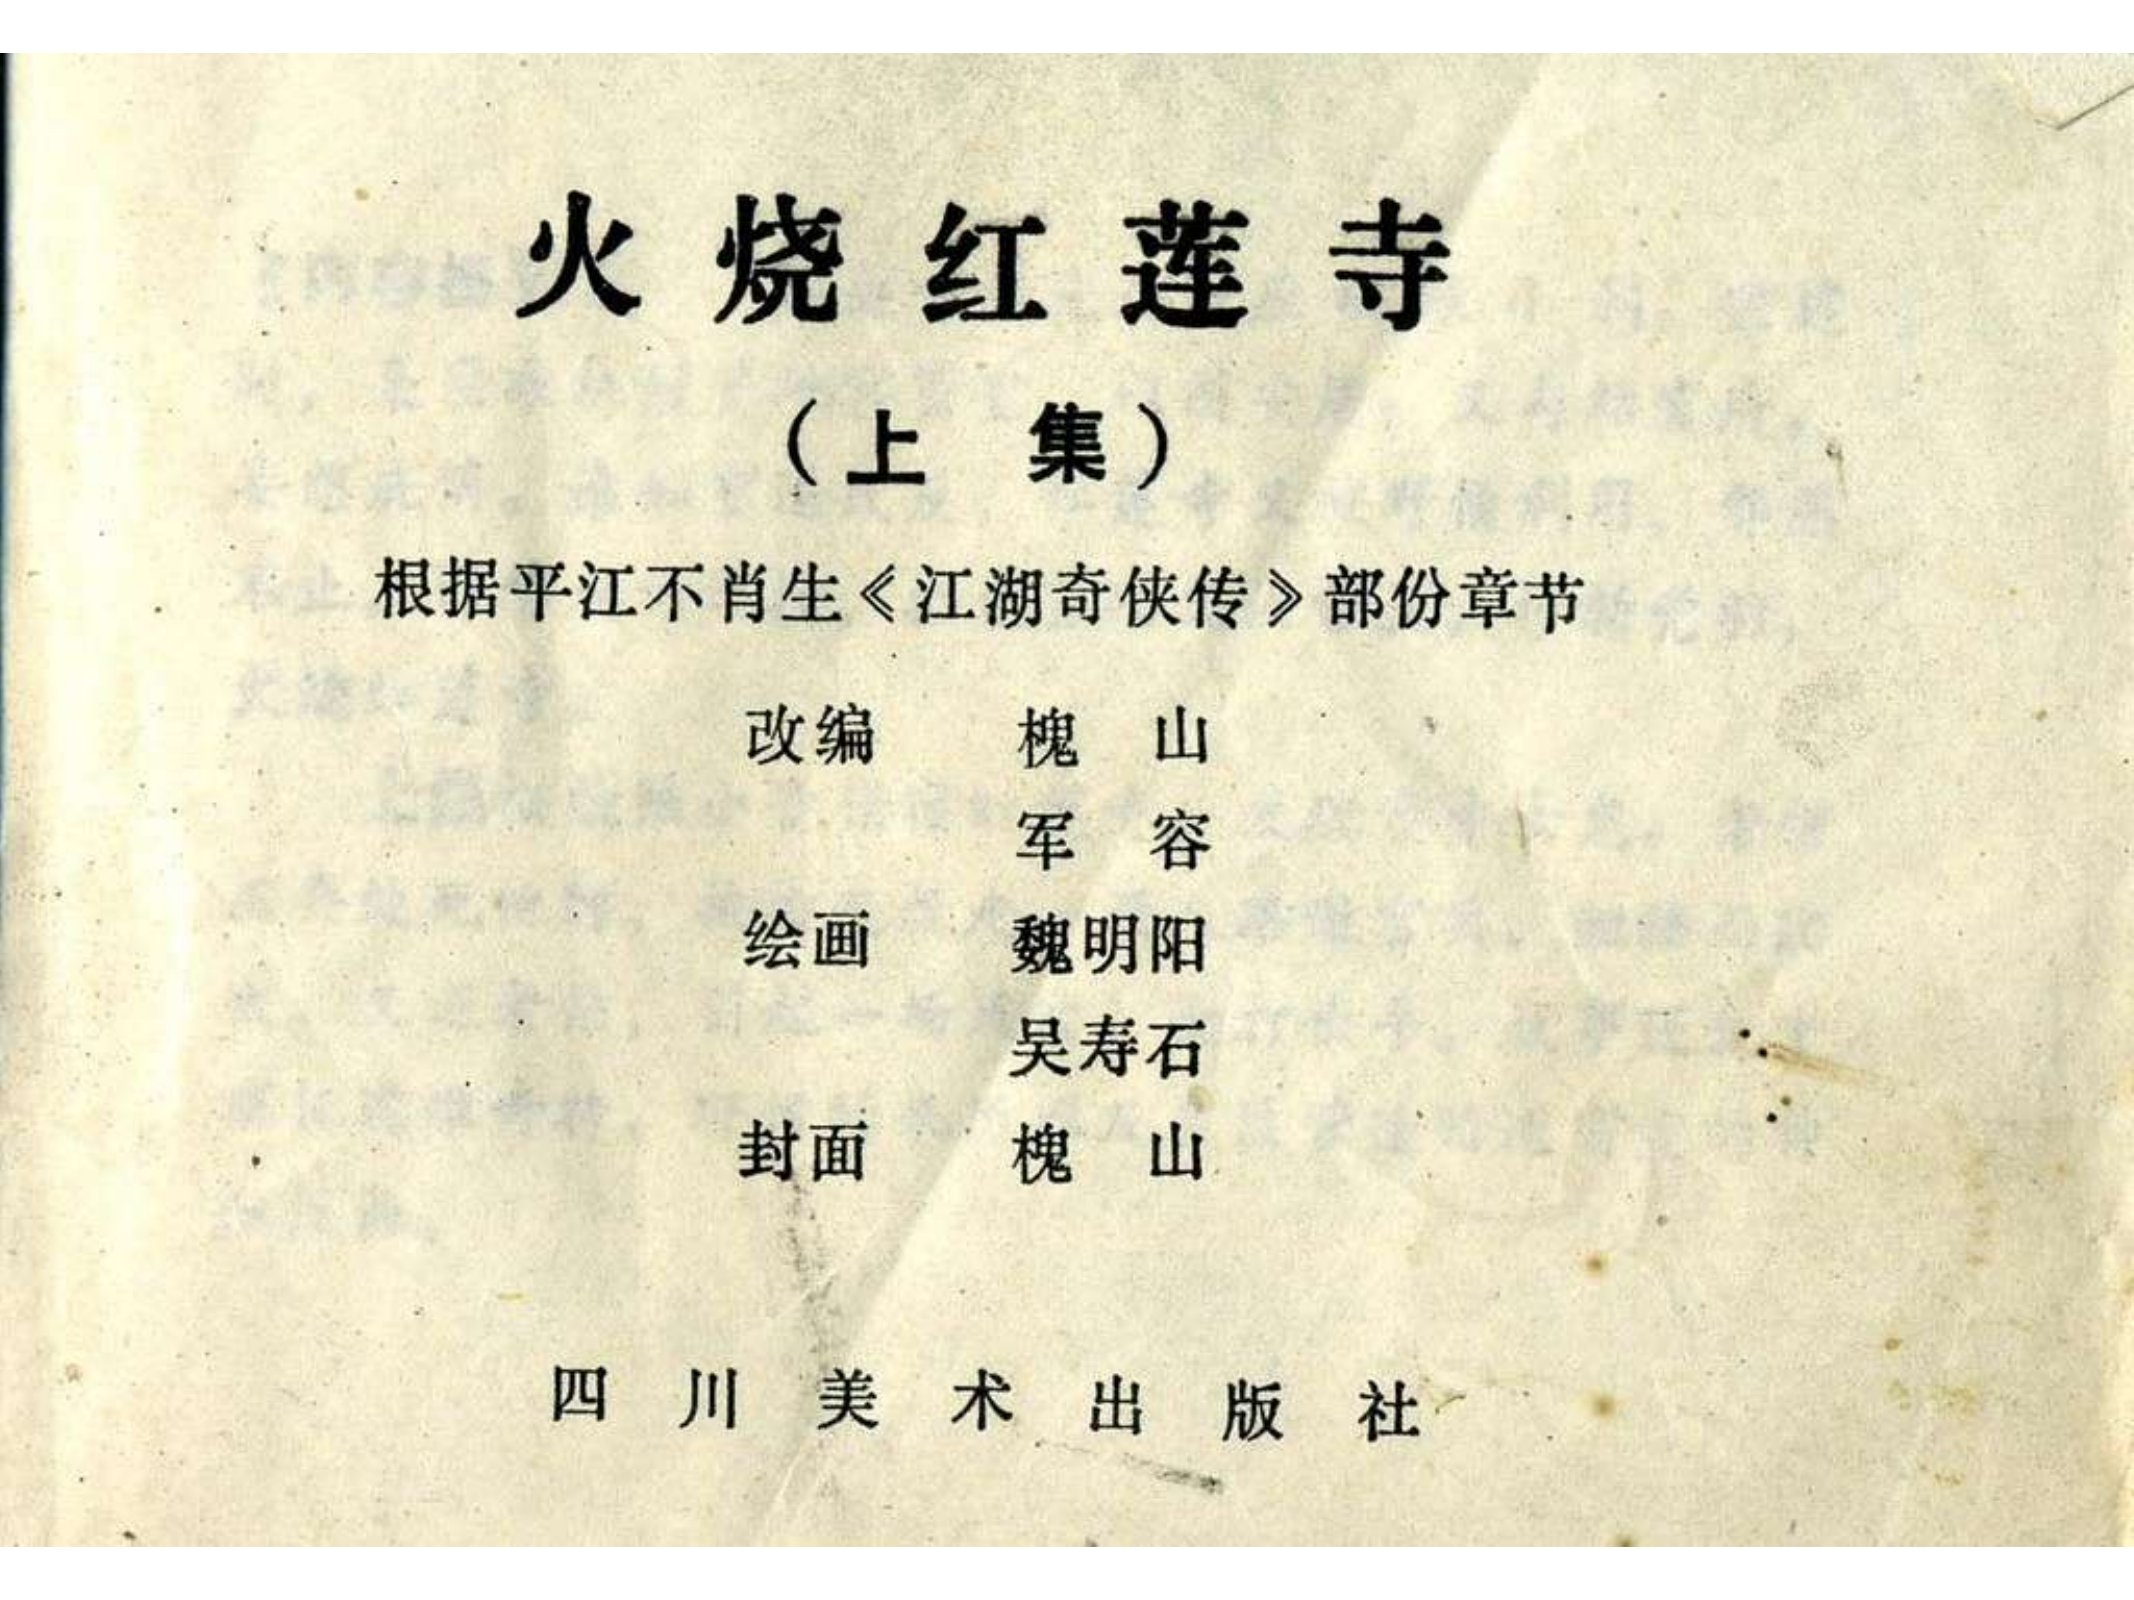 火烧红莲寺
（上 集）
根据平江不肖生《江湖奇侠传》部份章节
改编 槐 山
军 容
绘画 魏明阳
吴寿石
封面 槐 山
四川美术出版社